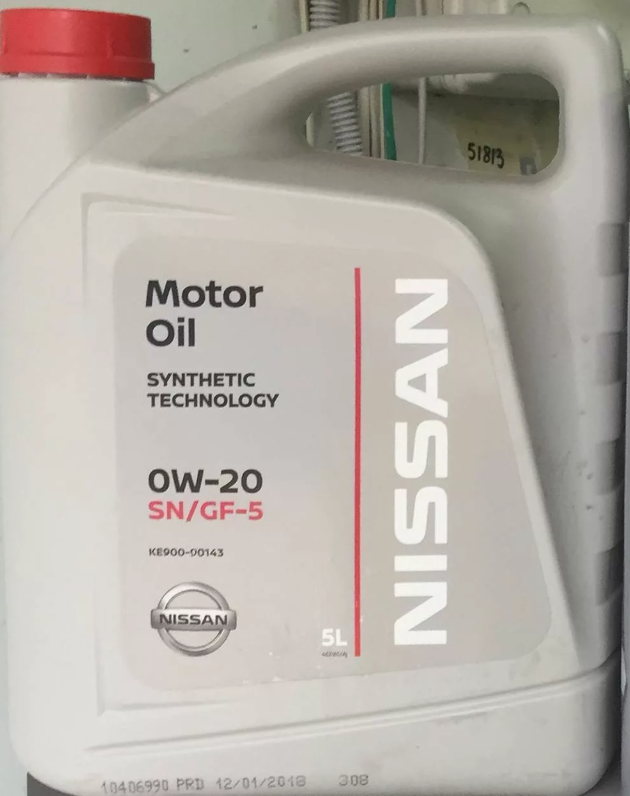 51813
Motor
Oil
SYNTHETIC
TECHNOLOGY
0W-20
SN/GF-5
KE900-90143
NISSAN
5L
NISSAN
10406990 PRD 12/01/2018 308